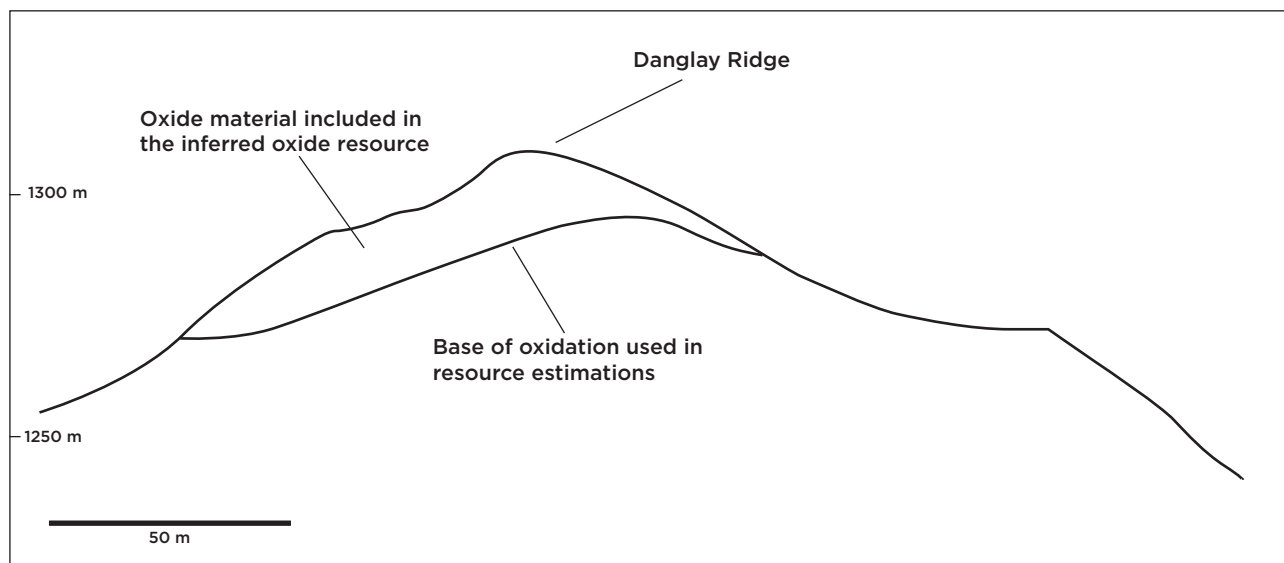 Danglay Ridge
Oxide material included in
the inferred oxide resource
1300 m
Base of oxidation used in
resource estimations
1250 m
50 m